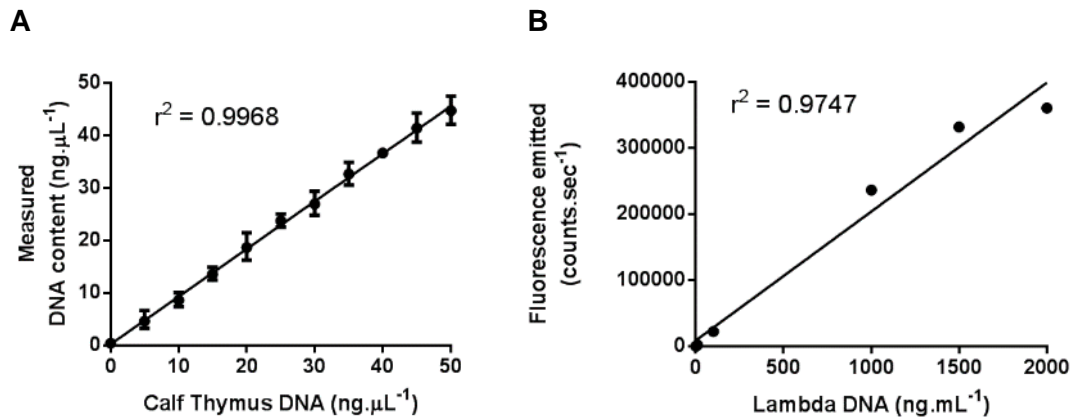 A
r² = 0.9968
Measured
DNA content (ng.µL⁻¹)
50
40
30
20
10
0
0 10 20 30 40 50
Calf Thymus DNA (ng.µL⁻¹)
B
r² = 0.9747
Fluorescence emitted
(counts.sec⁻¹)
400000
300000
200000
100000
0
0 500 1000 1500 2000
Lambda DNA (ng.mL⁻¹)